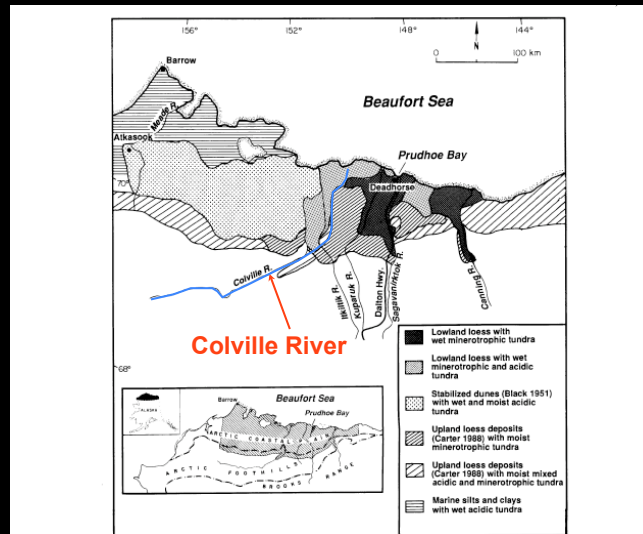 156°
152°
148°
144°
N
0 100 km
Barrow
Meade R.
Beaufort Sea
Atkasook
Prudhoe Bay
Deadhorse
70°
Colville R.
Itkillik R.
Kuparuk R.
Dalton Hwy.
Sagavanirktok R.
Canning R.
Colville River
68°
Lowland loess with
wet minerotrophic tundra
Lowland loess with wet
minerotrophic and acidic
tundra
Stabilized dunes (Black 1951)
with wet and moist acidic
tundra
Upland loess deposits
(Carter 1988) with moist
minerotrophic tundra
Upland loess deposits
(Carter 1988) with moist mixed
acidic and minerotrophic tundra
Marine silts and clays
with wet acidic tundra
ALASKA
Barrow
Beaufort Sea
Prudhoe Bay
ARCTIC COASTAL PLAIN
ARCTIC FOOTHILLS
BROOKS RANGE